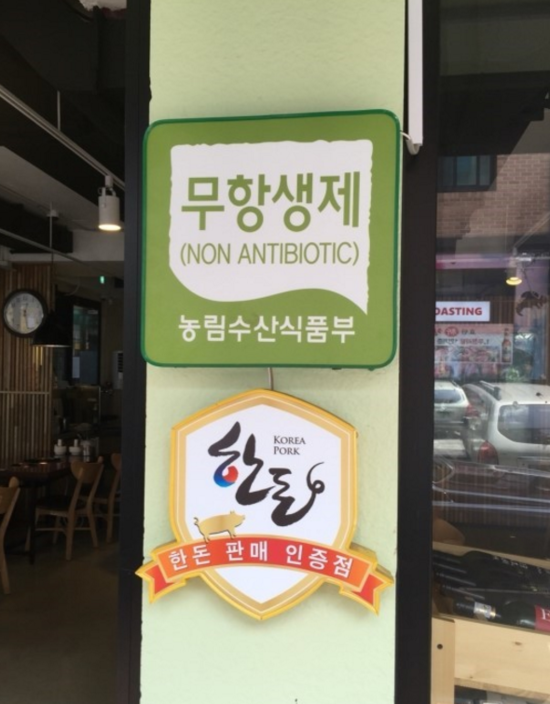 무항생제
(NON ANTIBIOTIC)
농림수산식품부
KOREA
PORK
한돈
한돈 판매 인증점
OASTING